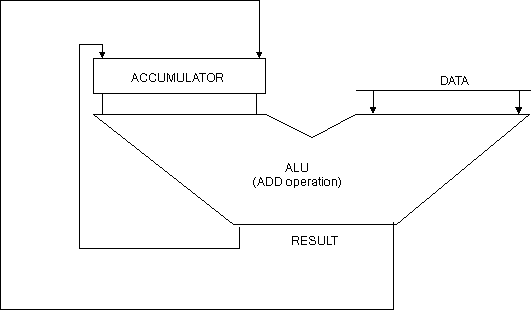 ACCUMULATOR
DATA
ALU
(ADD operation)
RESULT